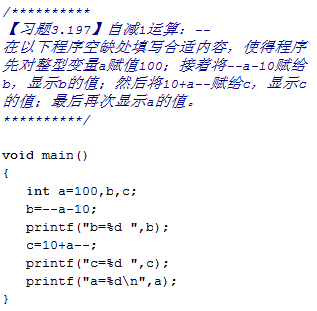 /**********
【习题3.197】自减1运算：--
在以下程序空缺处填写合适内容，使得程序
先对整型变量a赋值100；接着将--a-10赋给
b，显示b的值；然后将10+a--赋给c，显示c
的值；最后再次显示a的值。
**********/
void main()
{
int a=100,b,c;
b=--a-10;
printf("b=%d ",b);
c=10+a--;
printf("c=%d ",c);
printf("a=%d\n",a);
}